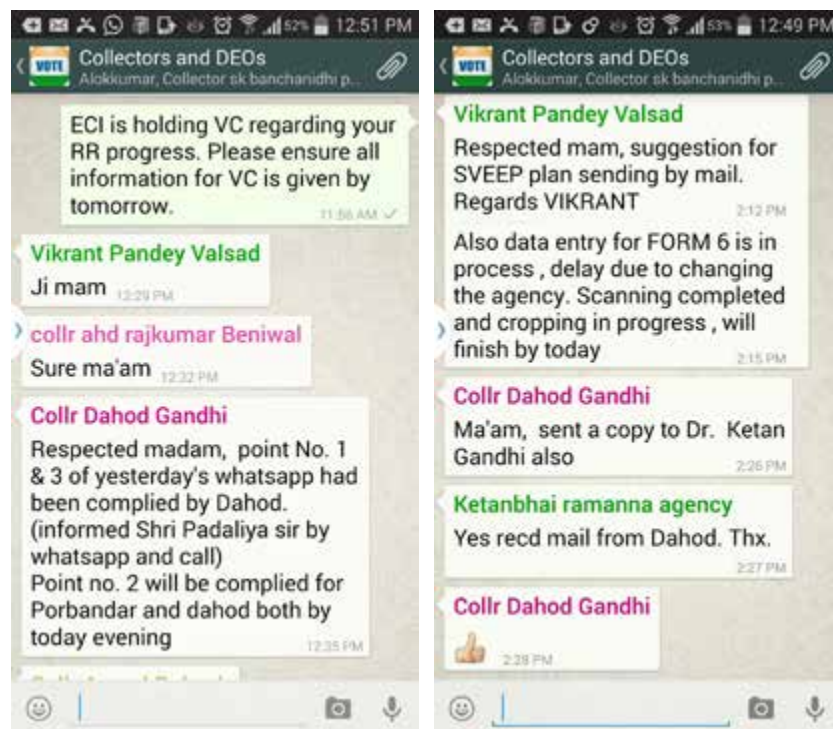 52% 12:51 PM
VOTE
Collectors and DEOs
Alokkumar, Collector sk banchanidhi p...
ECI is holding VC regarding your
RR progress. Please ensure all
information for VC is given by
tomorrow.
11:56 AM
Vikrant Pandey Valsad
Ji mam 12:29 PM
collr ahd rajkumar Beniwal
Sure ma'am 12:32 PM
Collr Dahod Gandhi
Respected madam, point No. 1
& 3 of yesterday's whatsapp had
been complied by Dahod.
(informed Shri Padaliya sir by
whatsapp and call)
Point no. 2 will be complied for
Porbandar and dahod both by
today evening 12:35 PM
53% 12:49 PM
VOTE
Collectors and DEOs
Alokkumar, Collector sk banchanidhi p...
Vikrant Pandey Valsad
Respected mam, suggestion for
SVEEP plan sending by mail.
Regards VIKRANT 2:12 PM
Also data entry for FORM 6 is in
process , delay due to changing
the agency. Scanning completed
and cropping in progress , will
finish by today 2:15 PM
Collr Dahod Gandhi
Ma'am, sent a copy to Dr. Ketan
Gandhi also 2:26 PM
Ketanbhai ramanna agency
Yes recd mail from Dahod. Thx.
2:27 PM
Collr Dahod Gandhi
2:28 PM